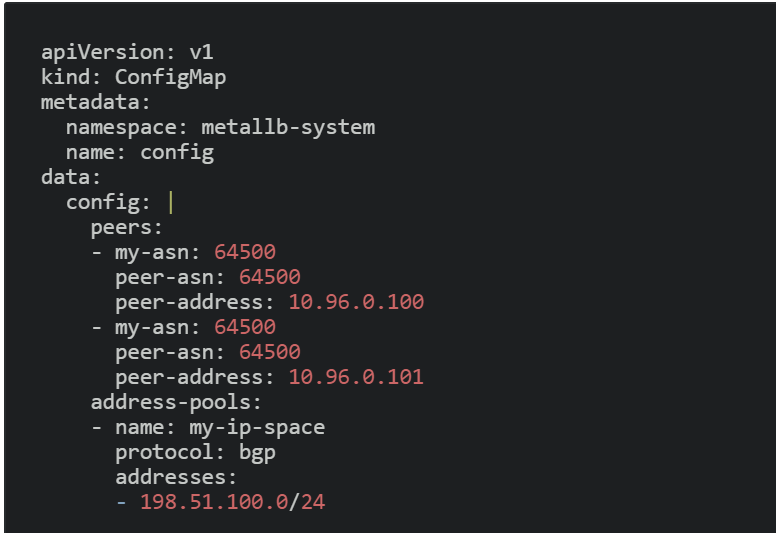 apiVersion: v1
kind: ConfigMap
metadata:
  namespace: metallb-system
  name: config
data:
  config: |
    peers:
    - my-asn: 64500
      peer-asn: 64500
      peer-address: 10.96.0.100
    - my-asn: 64500
      peer-asn: 64500
      peer-address: 10.96.0.101
    address-pools:
    - name: my-ip-space
      protocol: bgp
      addresses:
      - 198.51.100.0/24